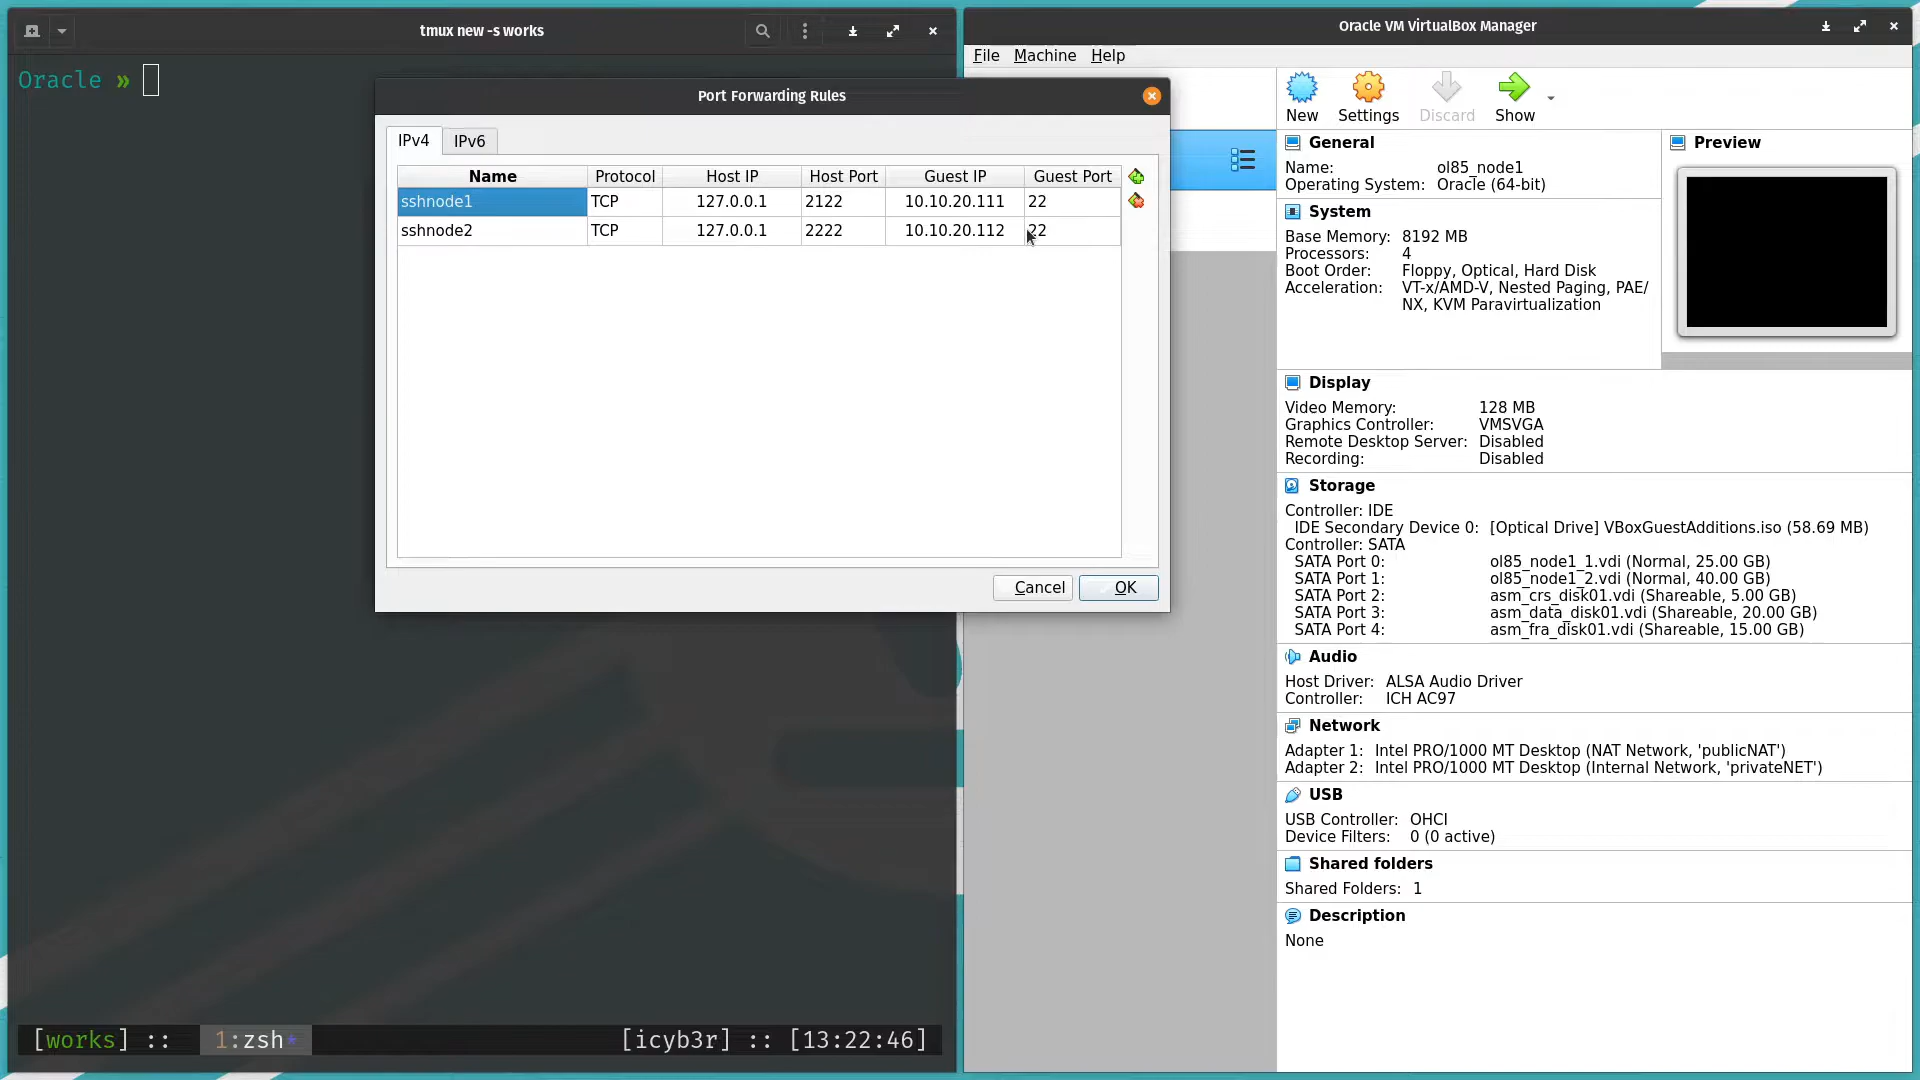 tmux new -s works
Oracle »
[works] :: 1:zsh* [icyb3r] :: [13:22:46]
Port Forwarding Rules
IPv4 IPv6
Name Protocol Host IP Host Port Guest IP Guest Port
sshnode1 TCP 127.0.0.1 2122 10.10.20.111 22
sshnode2 TCP 127.0.0.1 2222 10.10.20.112 22
Cancel OK
Oracle VM VirtualBox Manager
File Machine Help
New Settings Discard Show
General
Name: ol85_node1
Operating System: Oracle (64-bit)
Preview
System
Base Memory: 8192 MB
Processors: 4
Boot Order: Floppy, Optical, Hard Disk
Acceleration: VT-x/AMD-V, Nested Paging, PAE/
NX, KVM Paravirtualization
Display
Video Memory: 128 MB
Graphics Controller: VMSVGA
Remote Desktop Server: Disabled
Recording: Disabled
Storage
Controller: IDE
IDE Secondary Device 0: [Optical Drive] VBoxGuestAdditions.iso (58.69 MB)
Controller: SATA
SATA Port 0: ol85_node1_1.vdi (Normal, 25.00 GB)
SATA Port 1: ol85_node1_2.vdi (Normal, 40.00 GB)
SATA Port 2: asm_crs_disk01.vdi (Shareable, 5.00 GB)
SATA Port 3: asm_data_disk01.vdi (Shareable, 20.00 GB)
SATA Port 4: asm_fra_disk01.vdi (Shareable, 15.00 GB)
Audio
Host Driver: ALSA Audio Driver
Controller: ICH AC97
Network
Adapter 1: Intel PRO/1000 MT Desktop (NAT Network, 'publicNAT')
Adapter 2: Intel PRO/1000 MT Desktop (Internal Network, 'privateNET')
USB
USB Controller: OHCI
Device Filters: 0 (0 active)
Shared folders
Shared Folders: 1
Description
None